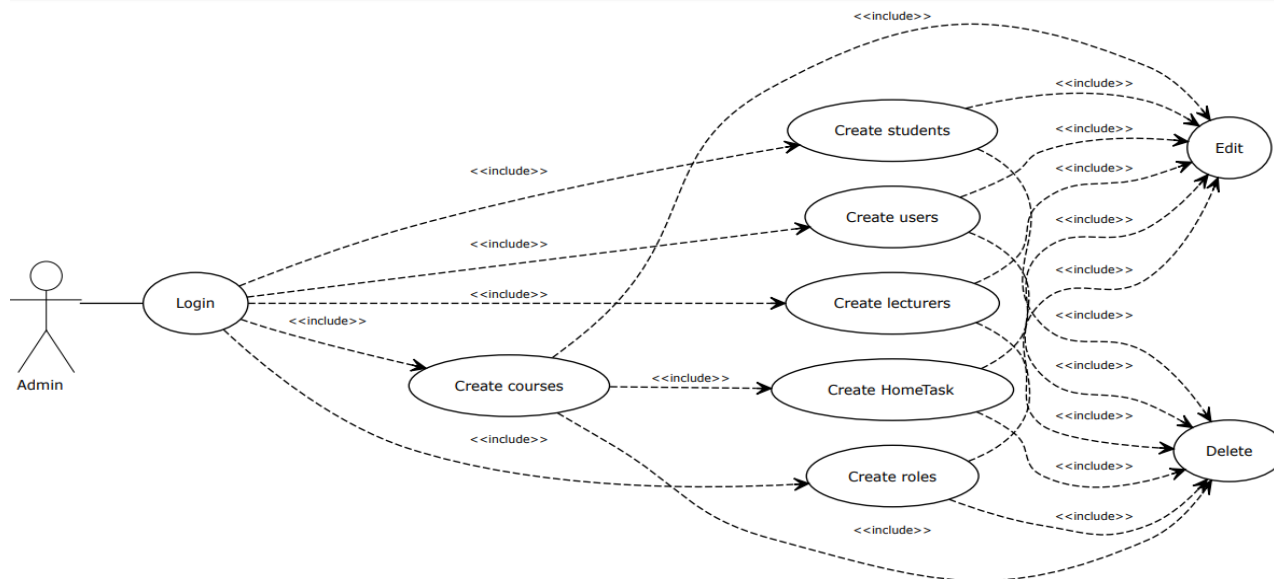 <<include>>
<<include>>
Create students
<<include>>
Edit
<<include>>
<<include>>
Create users
<<include>>
<<include>>
<<include>>
Login
<<include>>
Create lecturers
<<include>>
<<include>>
<<include>>
Admin
Create courses
<<include>>
Create HomeTask
<<include>>
<<include>>
<<include>>
Create roles
Delete
<<include>>
<<include>>
<<include>>